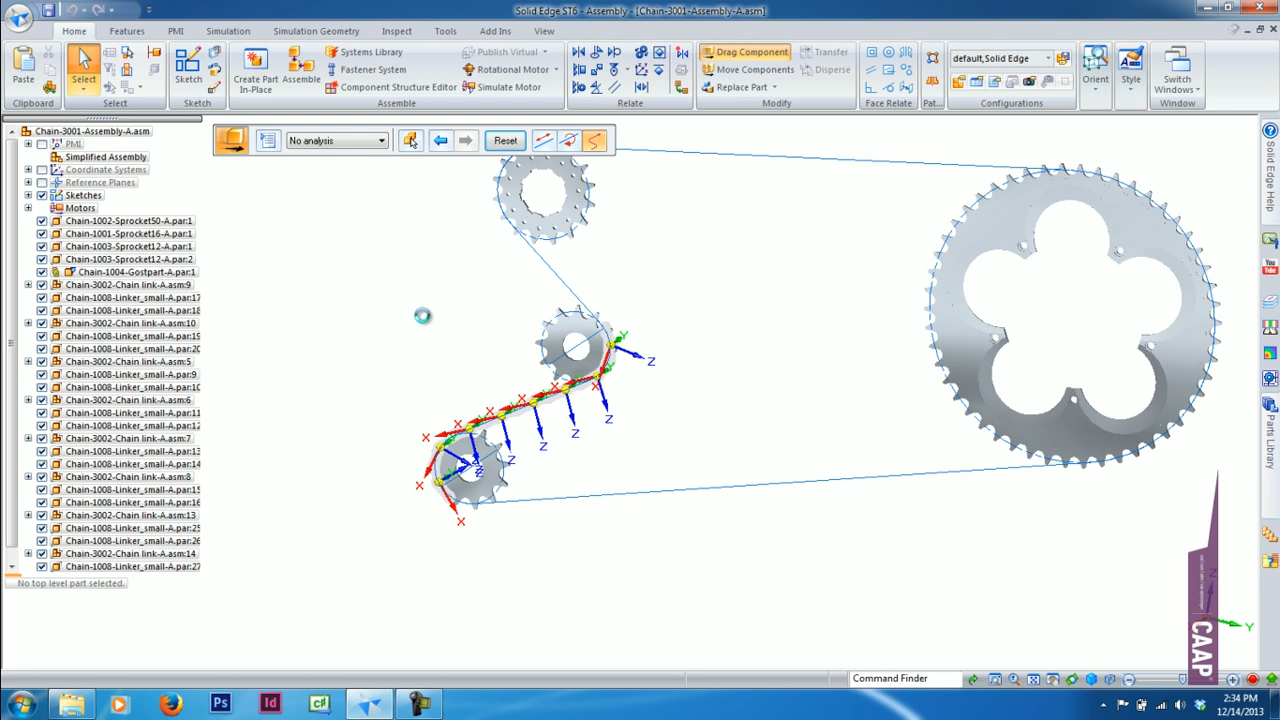 Solid Edge ST6 - Assembly - [Chain-3001-Assembly-A.asm]
Home Features PMI Simulation Simulation Geometry Inspect Tools Add Ins View
Paste
Clipboard
Select
Select
Sketch
Sketch
Create Part In-Place
Assembly
Systems Library
Fastener System
Component Structure Editor
Publish Virtual
Rotational Motor
Simulate Motor
Assemble
Relate
Drag Component
Move Components
Replace Part
Transfer
Disperse
Modify
Face Relate
Pat...
default,Solid Edge
Configurations
Orient
Style
Switch Windows
Window
No analysis
Reset
Chain-3001-Assembly-A.asm
PMI
Simplified Assembly
Coordinate Systems
Reference Planes
Sketches
Motors
Chain-1002-Sprocket50-A.par:1
Chain-1001-Sprocket16-A.par:1
Chain-1003-Sprocket12-A.par:1
Chain-1003-Sprocket12-A.par:2
Chain-1004-Gostpart-A.par:1
Chain-3002-Chain link-A.asm:9
Chain-1008-Linker_small-A.par:17
Chain-1008-Linker_small-A.par:18
Chain-3002-Chain link-A.asm:10
Chain-1008-Linker_small-A.par:19
Chain-1008-Linker_small-A.par:20
Chain-3002-Chain link-A.asm:5
Chain-1008-Linker_small-A.par:9
Chain-1008-Linker_small-A.par:10
Chain-3002-Chain link-A.asm:6
Chain-1008-Linker_small-A.par:11
Chain-1008-Linker_small-A.par:12
Chain-3002-Chain link-A.asm:7
Chain-1008-Linker_small-A.par:13
Chain-1008-Linker_small-A.par:14
Chain-3002-Chain link-A.asm:8
Chain-1008-Linker_small-A.par:15
Chain-1008-Linker_small-A.par:16
Chain-3002-Chain link-A.asm:13
Chain-1008-Linker_small-A.par:25
Chain-1008-Linker_small-A.par:26
Chain-3002-Chain link-A.asm:14
Chain-1008-Linker_small-A.par:27
No top level part selected.
Y
Z
X
Z
X
Z
X
Z
X
Z
X
Z
X
X
X
Z
Y
CAAP
Solid Edge Help
You Tube
Parts Library
Command Finder
Ps
Id
C#
2:34 PM
12/14/2013